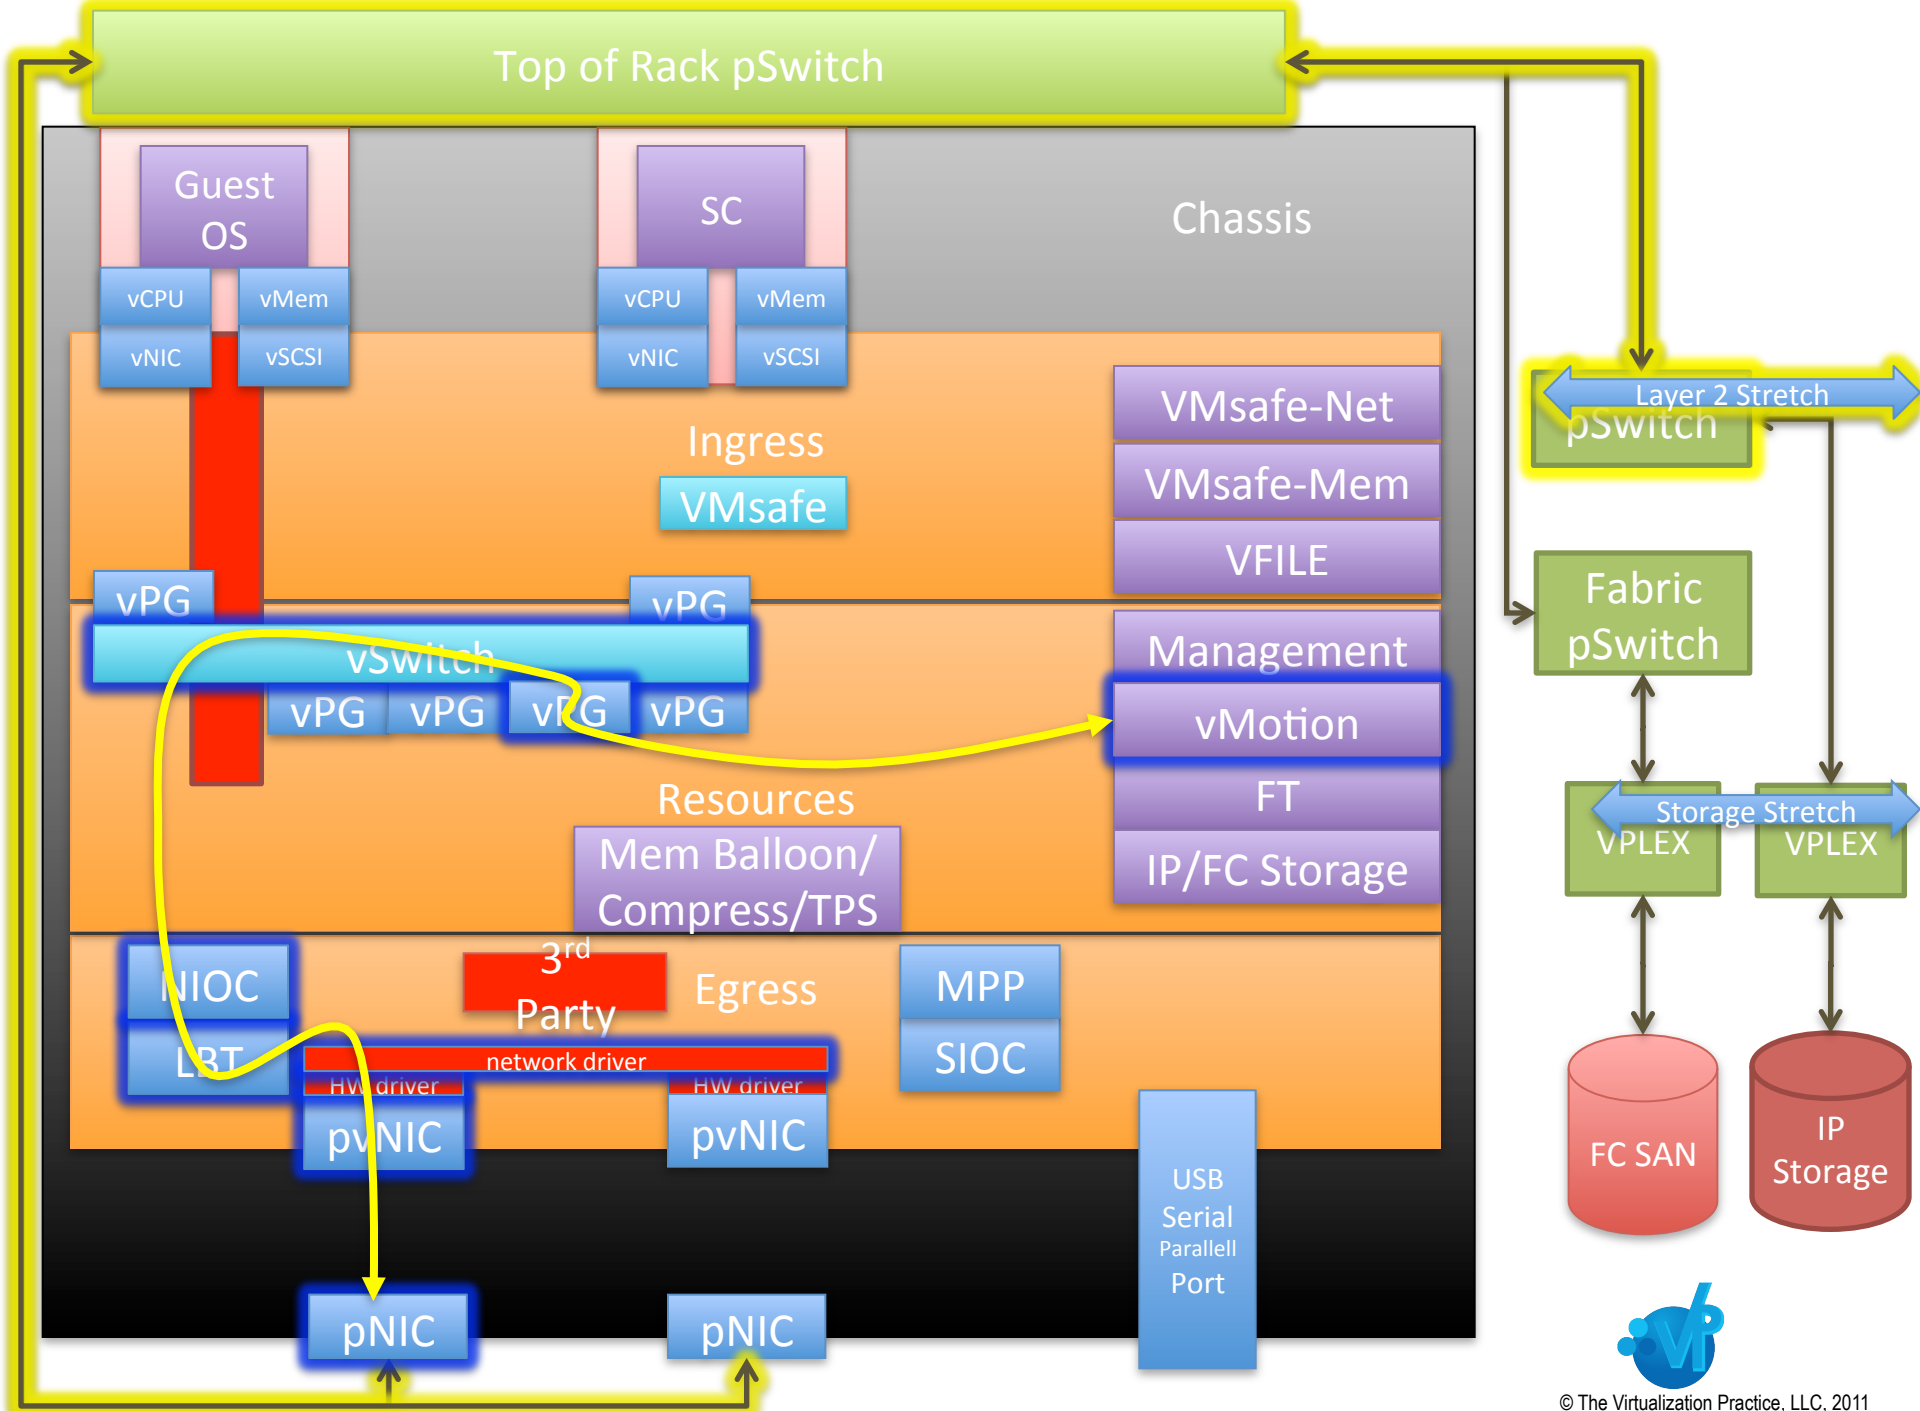 Top of Rack pSwitch
Guest
OS
SC
Chassis
vCPU
vMem
vCPU
vMem
vNIC
vSCSI
vNIC
vSCSI
Layer 2 Stretch
pSwitch
VMsafe-Net
Ingress
VMsafe-Mem
VMsafe
VFILE
vPG
vPG
Fabric
pSwitch
vSwitch
Management
vPG
vPG
vPG
vPG
vMotion
Resources
FT
Storage Stretch
VPLEX
VPLEX
Mem Balloon/
Compress/TPS
IP/FC Storage
NIOC
3rd
Party
Egress
MPP
LBT
network driver
SIOC
HW driver
HW driver
pvNIC
pvNIC
USB
Serial
Parallell
Port
FC SAN
IP
Storage
pNIC
pNIC
VP
© The Virtualization Practice, LLC, 2011